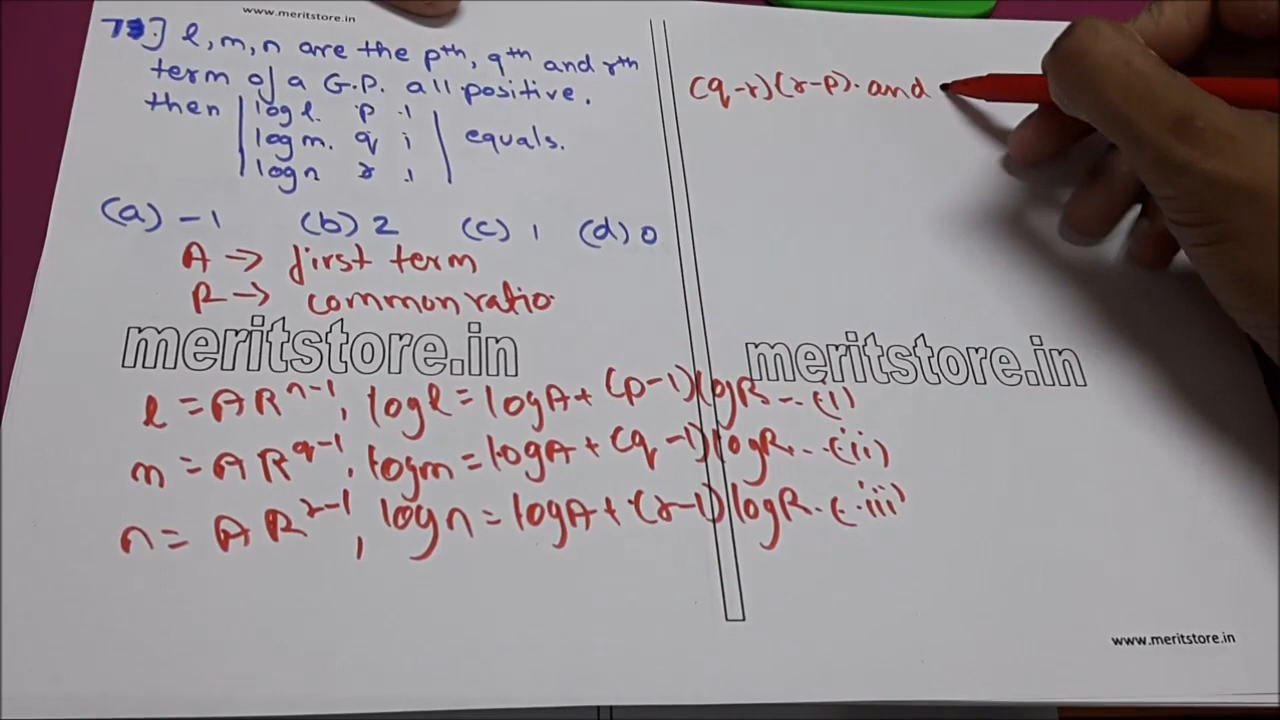 www.meritstore.in
73.] l, m, n are the pth, qth and rth
term of a G.P. all positive.
then | log l p 1 |
| log m. q 1 | equals.
| log n r 1 |
(a) -1 (b) 2 (c) 1 (d) 0
A → first term
R → common ratio
meritstore.in
l = AR^n-1, log l = log A + (p-1) log R -- (i)
m = AR^q-1, log m = log A + (q-1) log R. -- (ii)
n = AR^r-1, log n = log A + (r-1) log R. -- (iii)
(q-r)(r-p). and
meritstore.in
www.meritstore.in